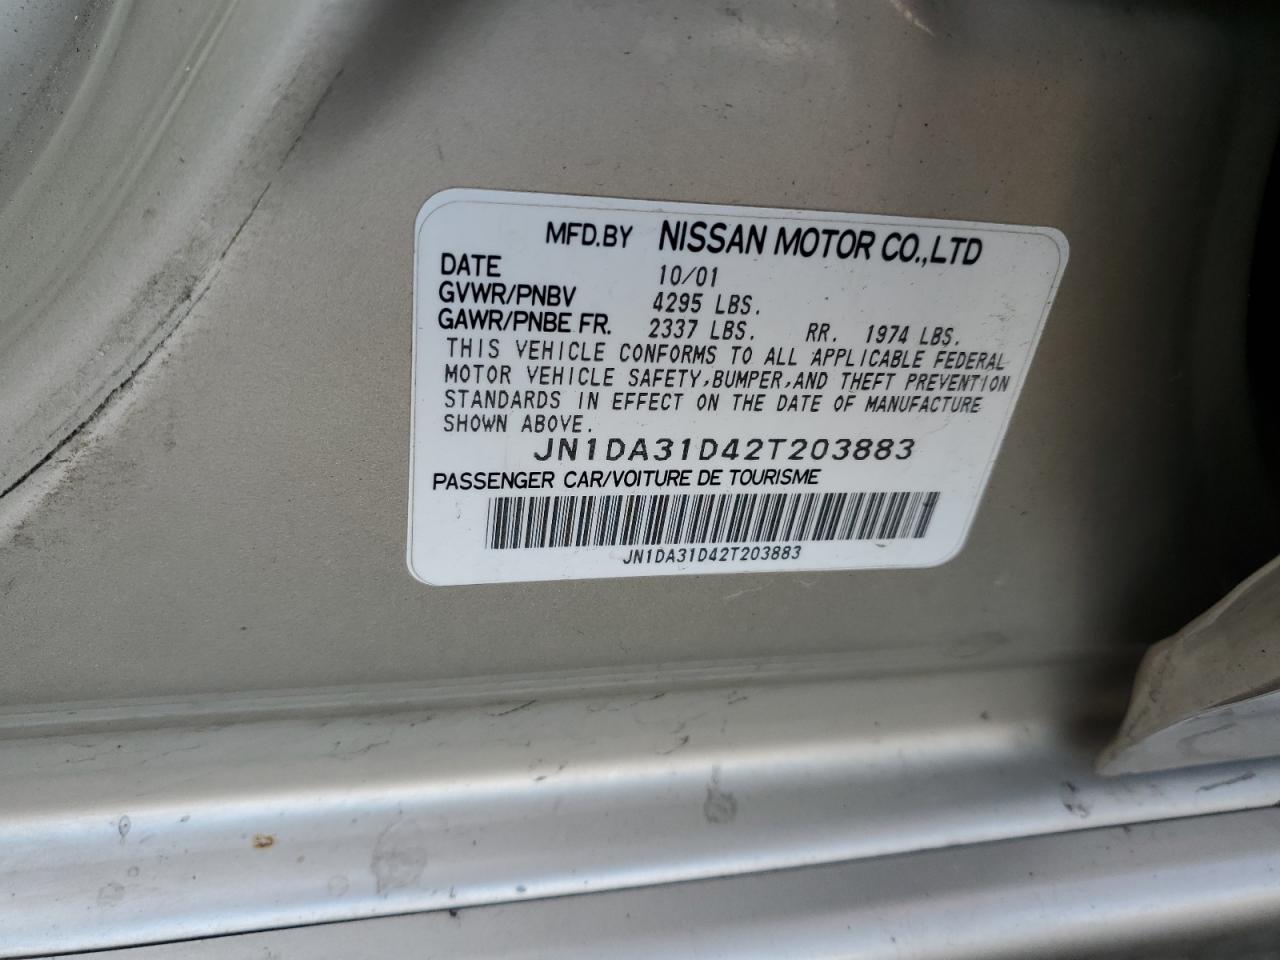 MFD.BY NISSAN MOTOR CO.,LTD
DATE 10/01
GVWR/PNBV 4295 LBS.
GAWR/PNBE FR. 2337 LBS. RR. 1974 LBS.
THIS VEHICLE CONFORMS TO ALL APPLICABLE FEDERAL
MOTOR VEHICLE SAFETY,BUMPER,AND THEFT PREVENTION
STANDARDS IN EFFECT ON THE DATE OF MANUFACTURE
SHOWN ABOVE.
JN1DA31D42T203883
PASSENGER CAR/VOITURE DE TOURISME
JN1DA31D42T203883